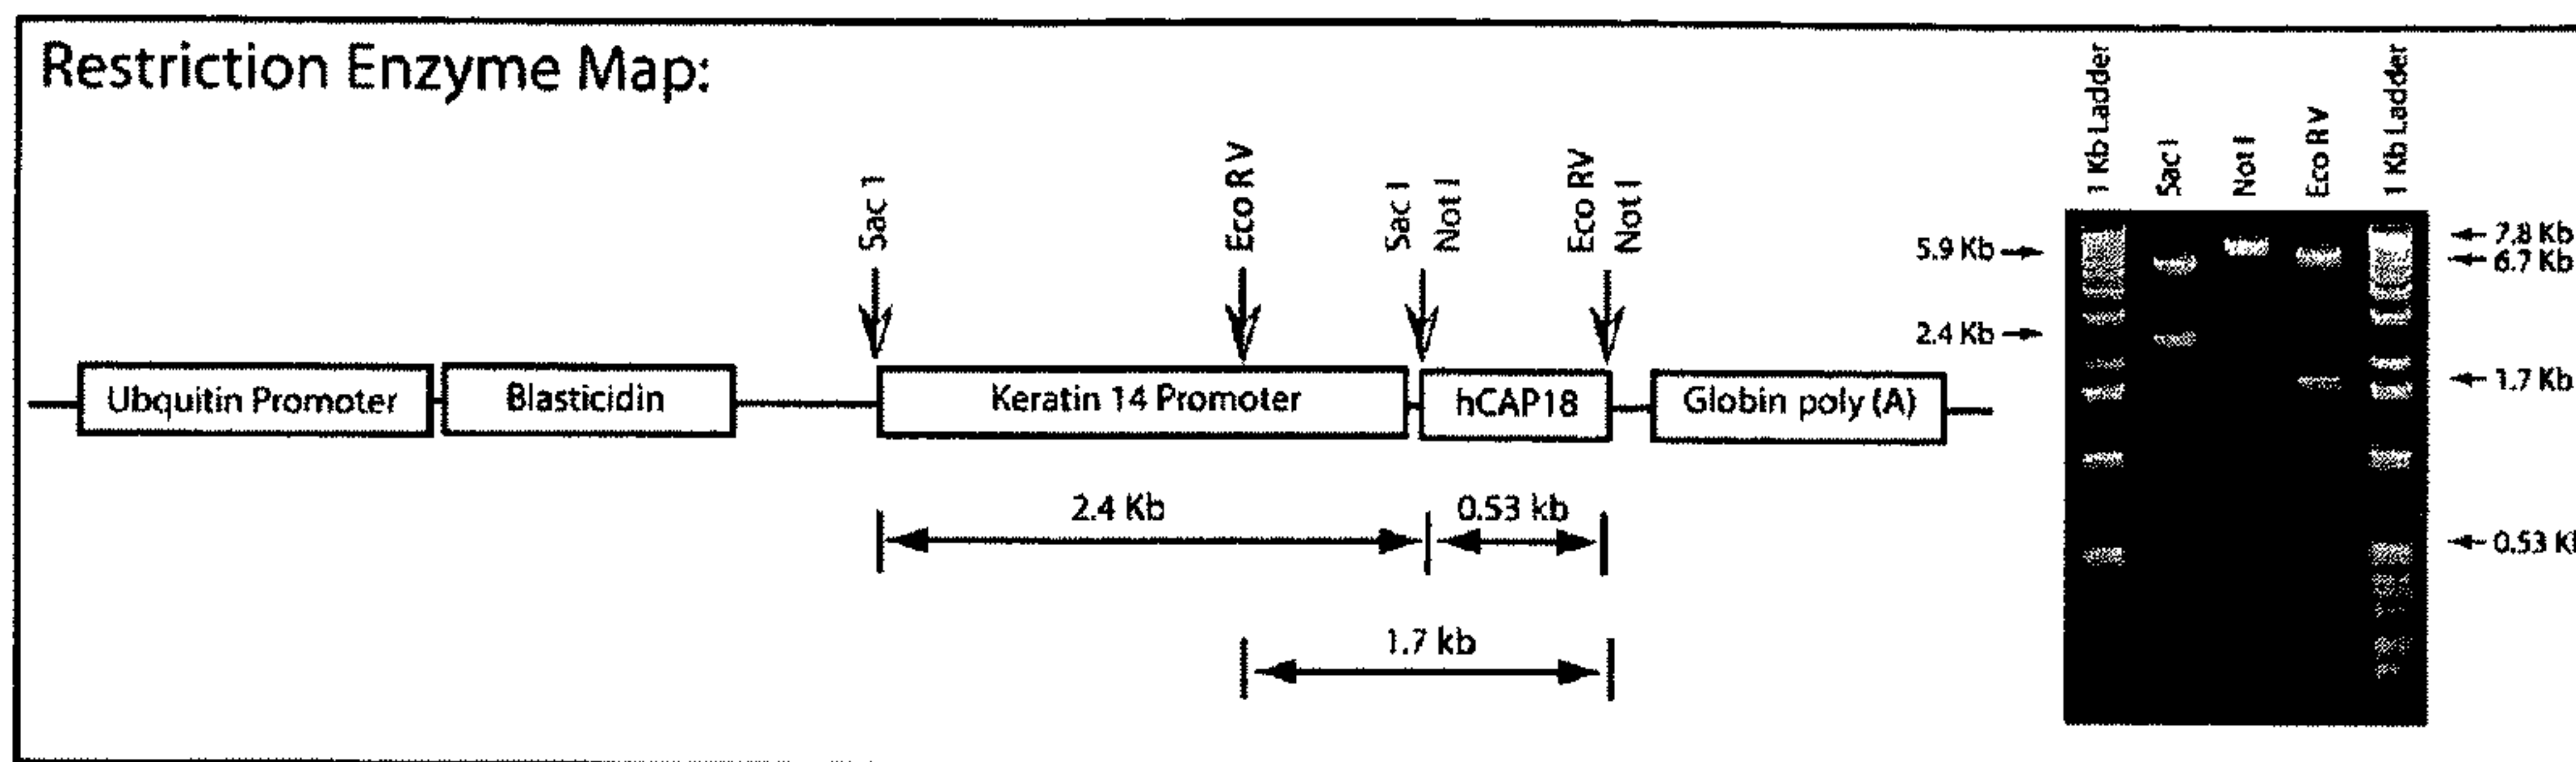 Restriction Enzyme Map:
Sac 1
Eco R V
Sac I
Not I
Eco RV
Not I
Ubquitin Promoter
Blasticidin
Keratin 14 Promoter
hCAP18
Globin poly (A)
2.4 Kb
0.53 kb
1.7 kb
1 Kb Ladder
Sac I
Not I
Eco R V
1 Kb Ladder
5.9 Kb
2.4 Kb
7.8 Kb
6.7 Kb
1.7 Kb
0.53 K